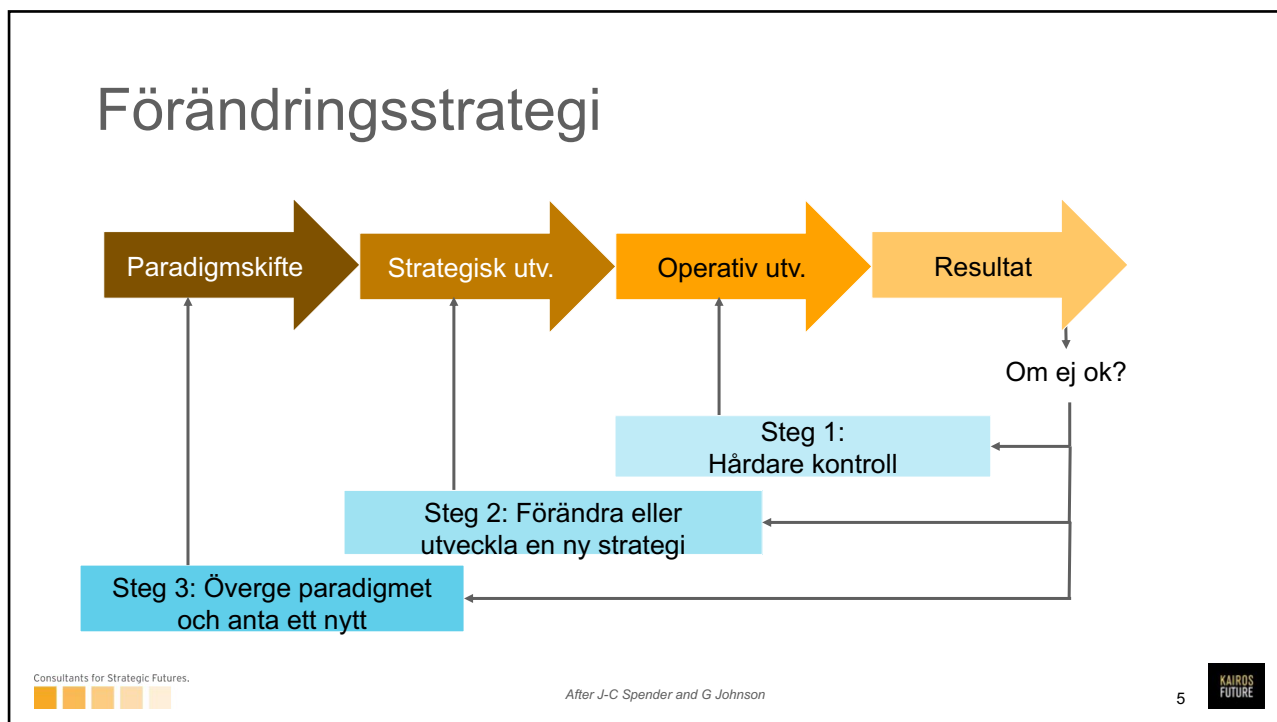 Förändringsstrategi
Paradigmskifte
Strategisk utv.
Operativ utv.
Resultat
Om ej ok?
Steg 1:
Hårdare kontroll
Steg 2: Förändra eller
utveckla en ny strategi
Steg 3: Överge paradigmet
och anta ett nytt
Consultants for Strategic Futures.
After J-C Spender and G Johnson
5
KAIROS
FUTURE